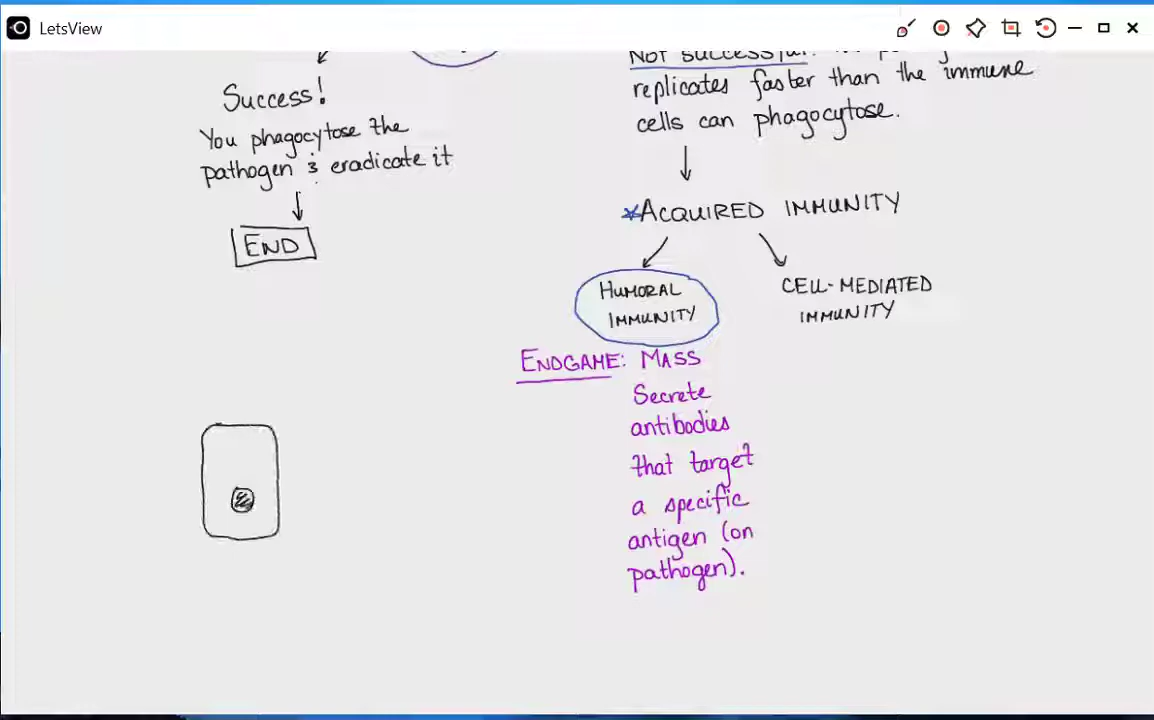 LetsView
Success!
You phagocytose the
pathogen & eradicate it
END
NOT SUCCESSFUL:
replicates faster than the immune
cells can phagocytose.
*ACQUIRED IMMUNITY
HUMORAL
IMMUNITY
CELL-MEDIATED
IMMUNITY
ENDGAME: MASS
Secrete
antibodies
that target
a specific
antigen (on
pathogen).